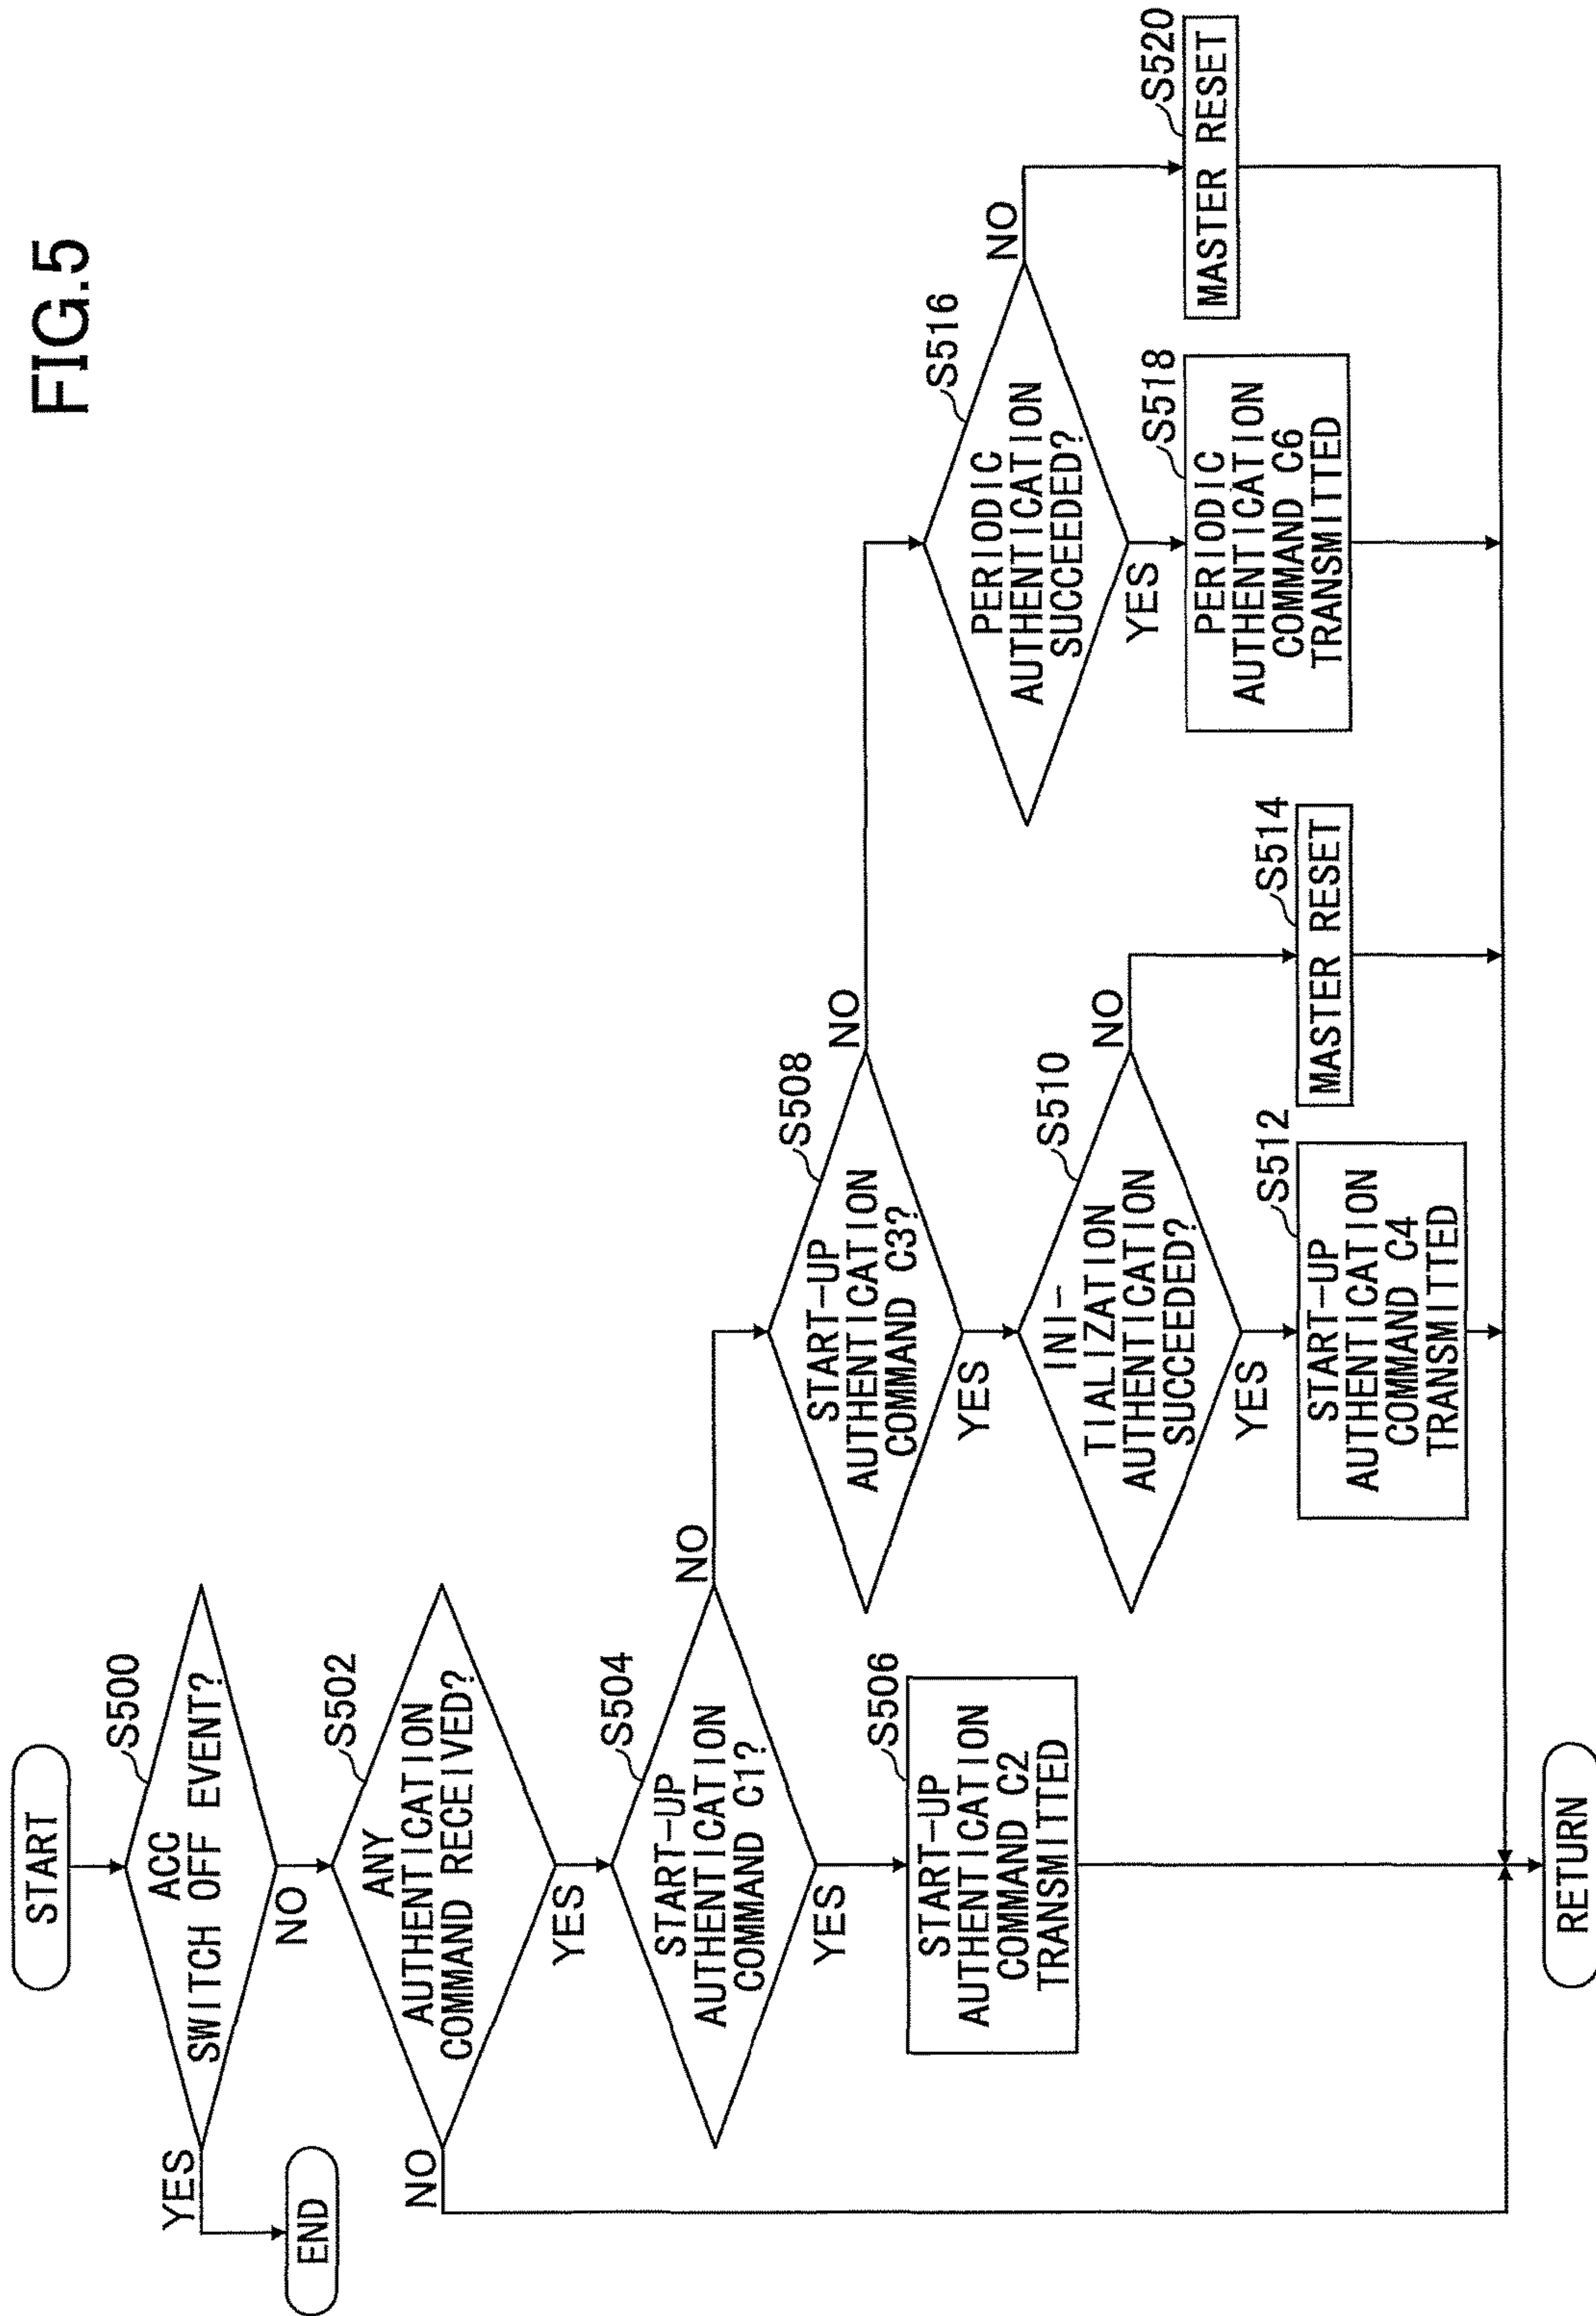 FIG.5
START
S500
ACC
SWITCH OFF EVENT?
YES
NO
END
S502
ANY
AUTHENTICATION
COMMAND RECEIVED?
NO
YES
S504
START-UP
AUTHENTICATION
COMMAND C1?
NO
YES
S506
START-UP
AUTHENTICATION
COMMAND C2
TRANSMITTED
S508
START-UP
AUTHENTICATION
COMMAND C3?
NO
YES
S510
INI-
TIALIZATION
AUTHENTICATION
SUCCEEDED?
NO
YES
S512
START-UP
AUTHENTICATION
COMMAND C4
TRANSMITTED
S514
MASTER RESET
S516
PERIODIC
AUTHENTICATION
SUCCEEDED?
NO
YES
S518
PERIODIC
AUTHENTICATION
COMMAND C6
TRANSMITTED
S520
MASTER RESET
RETURN